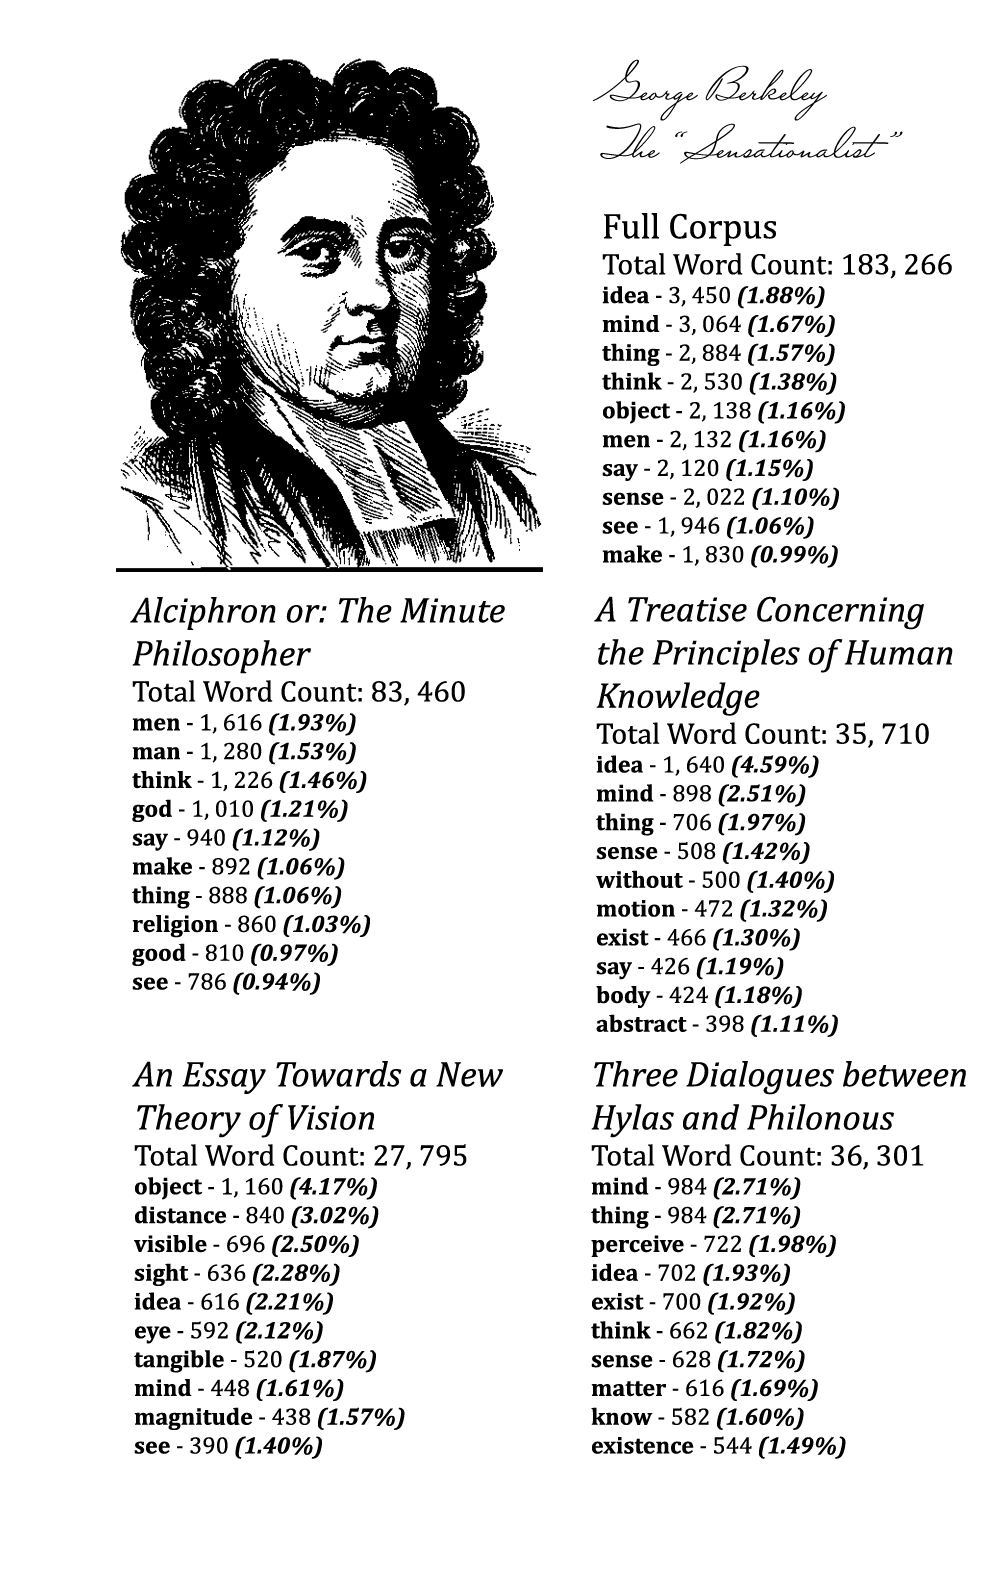 George Berkeley
The “Sensationalist”
Full Corpus
Total Word Count: 183, 266
idea - 3, 450 (1.88%)
mind - 3, 064 (1.67%)
thing - 2, 884 (1.57%)
think - 2, 530 (1.38%)
object - 2, 138 (1.16%)
men - 2, 132 (1.16%)
say - 2, 120 (1.15%)
sense - 2, 022 (1.10%)
see - 1, 946 (1.06%)
make - 1, 830 (0.99%)
Alciphron or: The Minute
Philosopher
Total Word Count: 83, 460
men - 1, 616 (1.93%)
man - 1, 280 (1.53%)
think - 1, 226 (1.46%)
god - 1, 010 (1.21%)
say - 940 (1.12%)
make - 892 (1.06%)
thing - 888 (1.06%)
religion - 860 (1.03%)
good - 810 (0.97%)
see - 786 (0.94%)
A Treatise Concerning
the Principles of Human
Knowledge
Total Word Count: 35, 710
idea - 1, 640 (4.59%)
mind - 898 (2.51%)
thing - 706 (1.97%)
sense - 508 (1.42%)
without - 500 (1.40%)
motion - 472 (1.32%)
exist - 466 (1.30%)
say - 426 (1.19%)
body - 424 (1.18%)
abstract - 398 (1.11%)
An Essay Towards a New
Theory of Vision
Total Word Count: 27, 795
object - 1, 160 (4.17%)
distance - 840 (3.02%)
visible - 696 (2.50%)
sight - 636 (2.28%)
idea - 616 (2.21%)
eye - 592 (2.12%)
tangible - 520 (1.87%)
mind - 448 (1.61%)
magnitude - 438 (1.57%)
see - 390 (1.40%)
Three Dialogues between
Hylas and Philonous
Total Word Count: 36, 301
mind - 984 (2.71%)
thing - 984 (2.71%)
perceive - 722 (1.98%)
idea - 702 (1.93%)
exist - 700 (1.92%)
think - 662 (1.82%)
sense - 628 (1.72%)
matter - 616 (1.69%)
know - 582 (1.60%)
existence - 544 (1.49%)